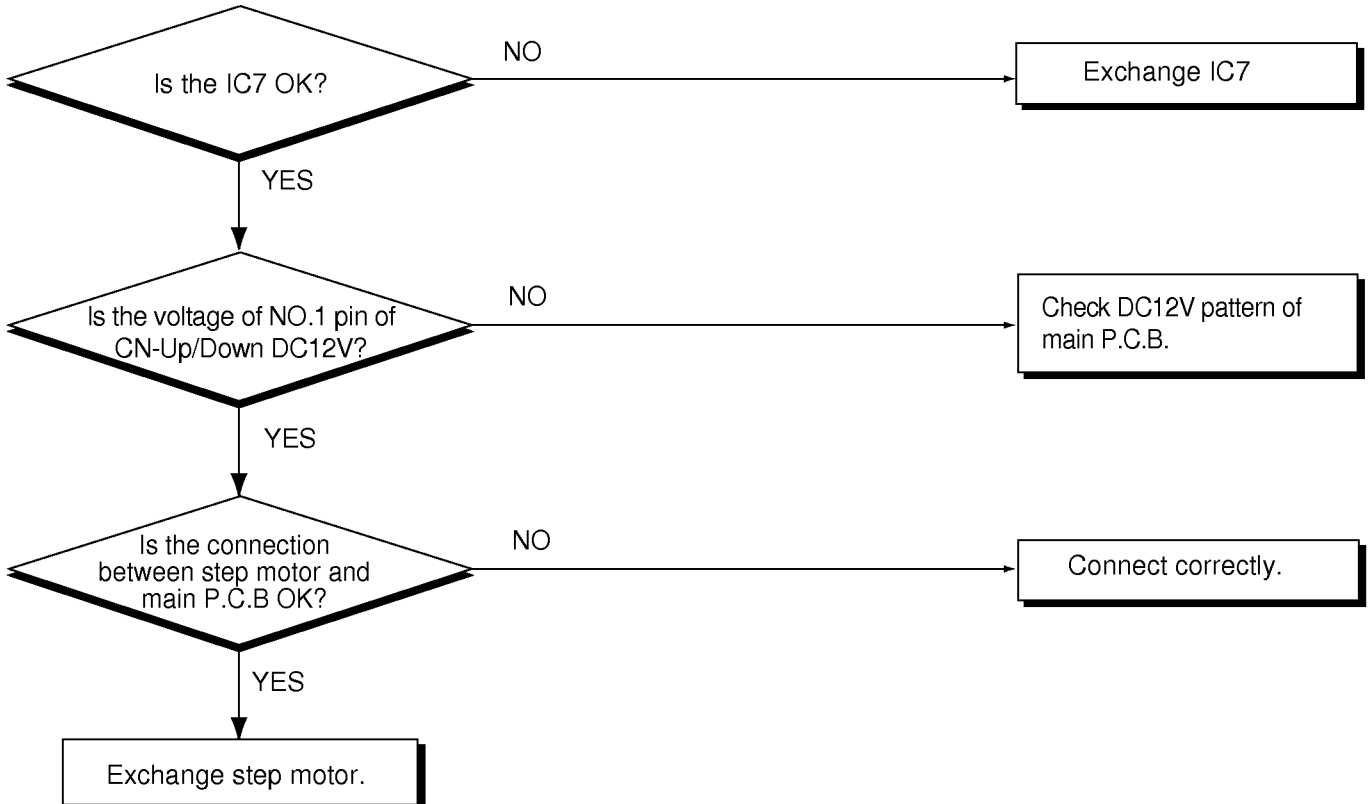 Is the IC7 OK?
NO
Exchange IC7
YES
Is the voltage of NO.1 pin of
CN-Up/Down DC12V?
NO
Check DC12V pattern of
main P.C.B.
YES
Is the connection
between step motor and
main P.C.B OK?
NO
Connect correctly.
YES
Exchange step motor.